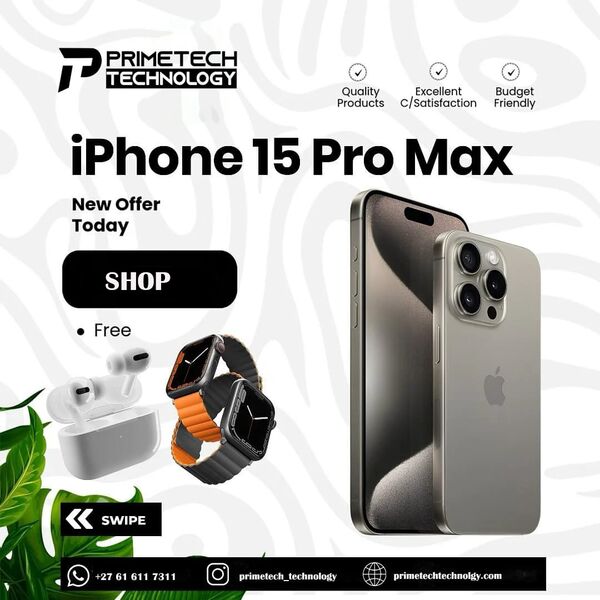 PRIMETECH
TECHNOLOGY
Quality
Products
Excellent
C/Satisfaction
Budget
Friendly
iPhone 15 Pro Max
New Offer
Today
SHOP
• Free
SWIPE
+27 61 611 7311
primetech_technology
primetechtechnolgy.com